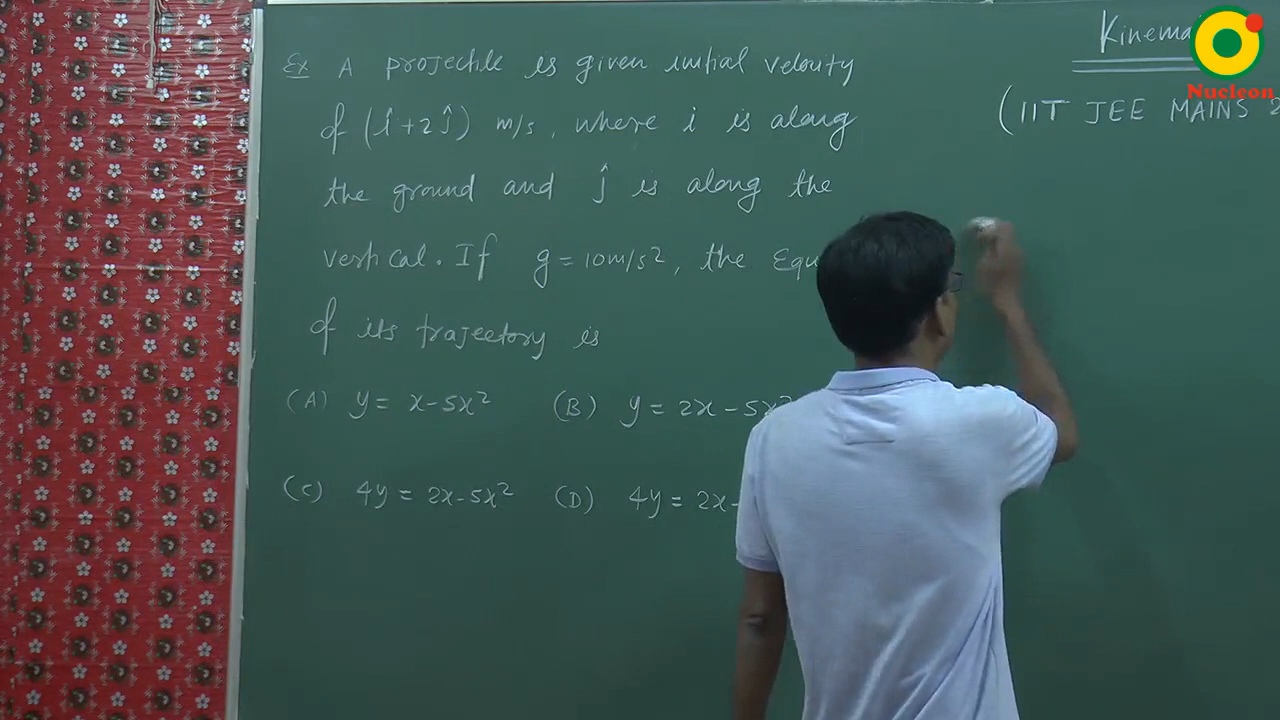 Kinema
Nucleon
(IIT JEE MAINS
Ex A projectile is given initial velocity
of (î+2ĵ) m/s, where i is along
the ground and ĵ is along the
vertical. If g=10m/s2, the Equ
of its trajectory is
(A) y = x-5x² (B) y = 2x-5x²
(C) 4y = 2x-5x² (D) 4y = 2x-